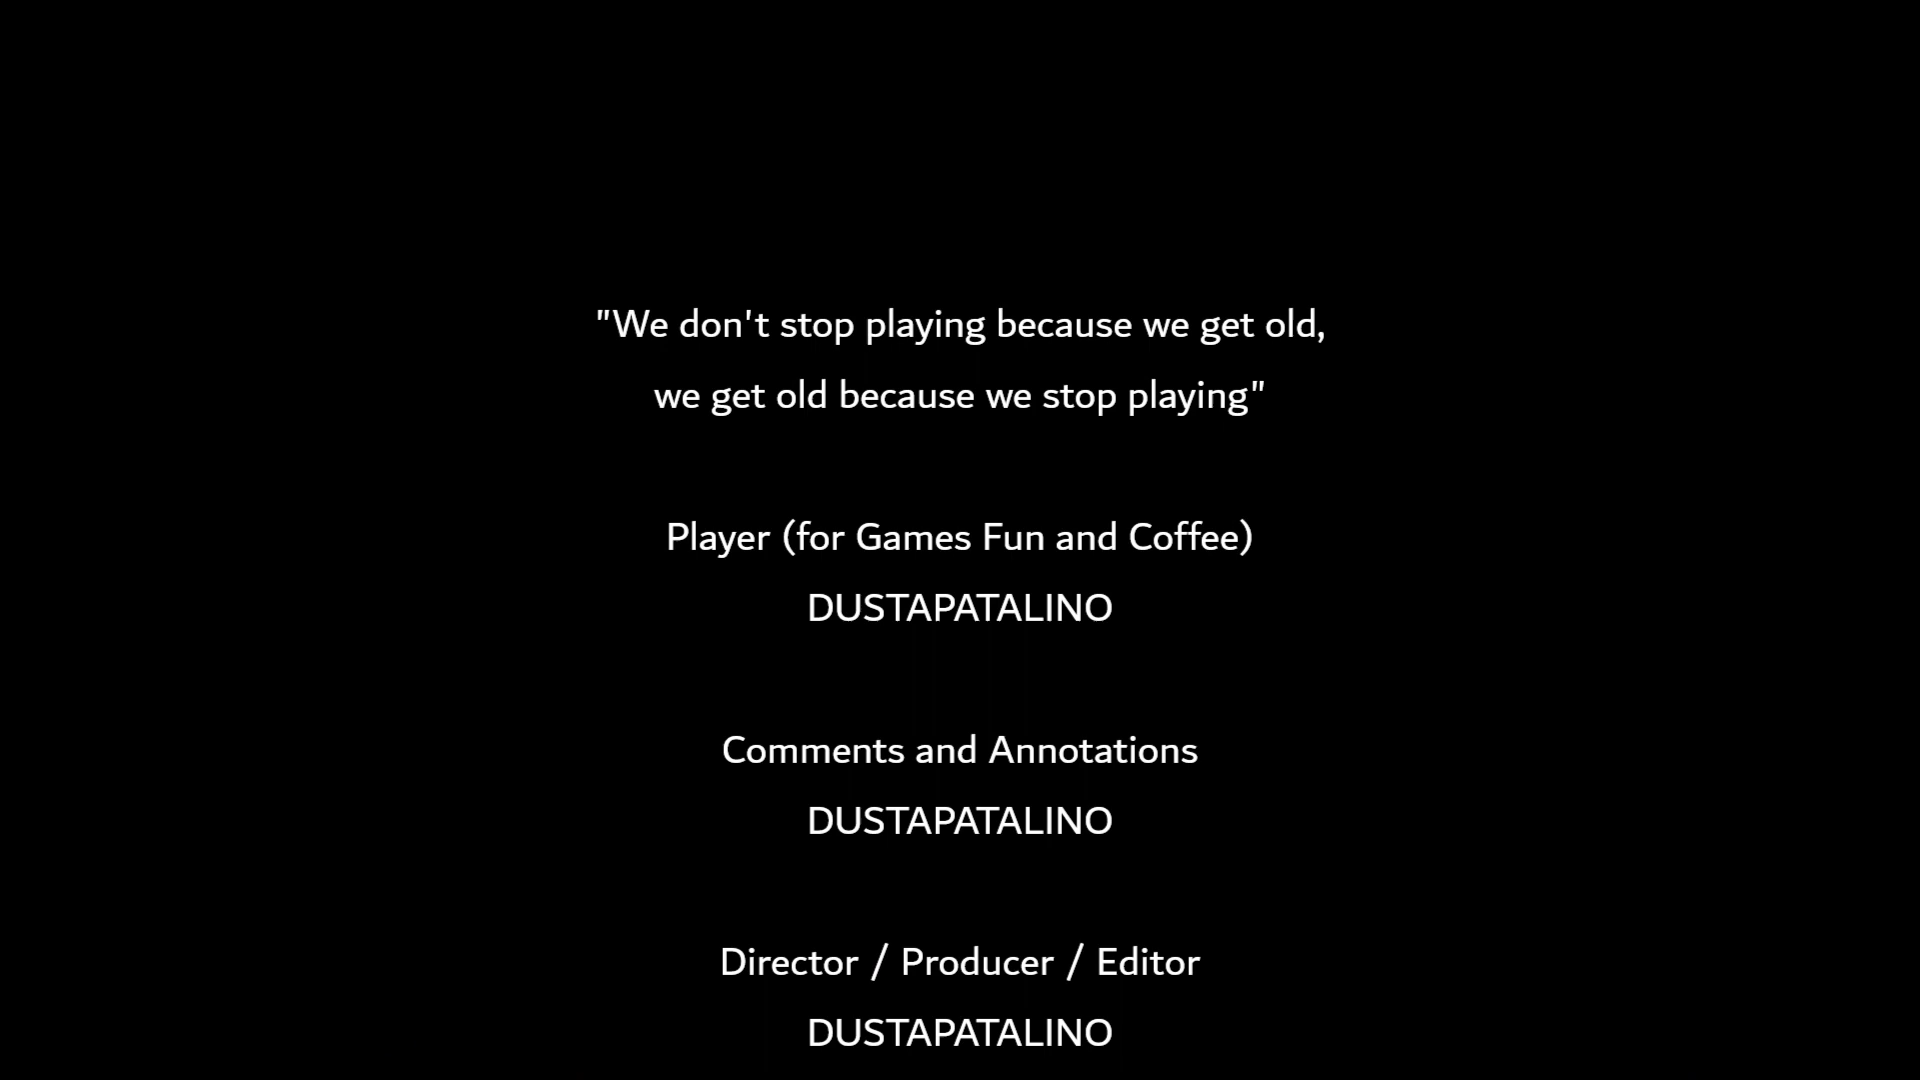 "We don't stop playing because we get old,
we get old because we stop playing"
Player (for Games Fun and Coffee)
DUSTAPATALINO
Comments and Annotations
DUSTAPATALINO
Director / Producer / Editor
DUSTAPATALINO